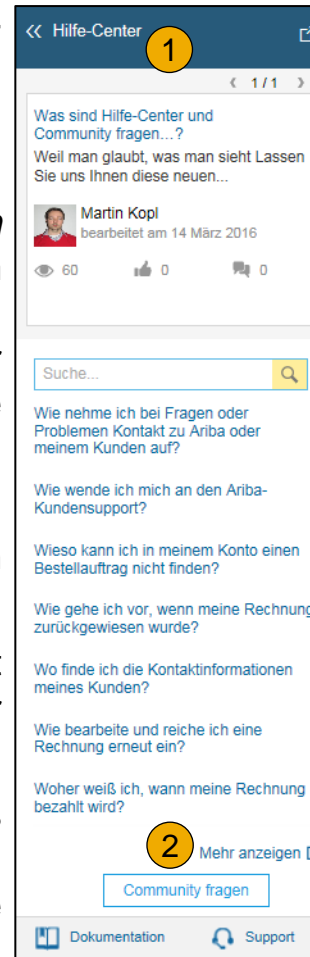 << Hilfe-Center
1
< 1 / 1 >
Was sind Hilfe-Center und
Community fragen...?
Weil man glaubt, was man sieht Lassen
Sie uns Ihnen diese neuen...
Martin Kopl
bearbeitet am 14 März 2016
60 0 0
Suche...
Wie nehme ich bei Fragen oder
Problemen Kontakt zu Ariba oder
meinem Kunden auf?
Wie wende ich mich an den Ariba-
Kundensupport?
Wieso kann ich in meinem Konto einen
Bestellauftrag nicht finden?
Wie gehe ich vor, wenn meine Rechnung
zurückgewiesen wurde?
Wo finde ich die Kontaktinformationen
meines Kunden?
Wie bearbeite und reiche ich eine
Rechnung erneut ein?
Woher weiß ich, wann meine Rechnung
bezahlt wird?
2
Mehr anzeigen
Community fragen
Dokumentation Support